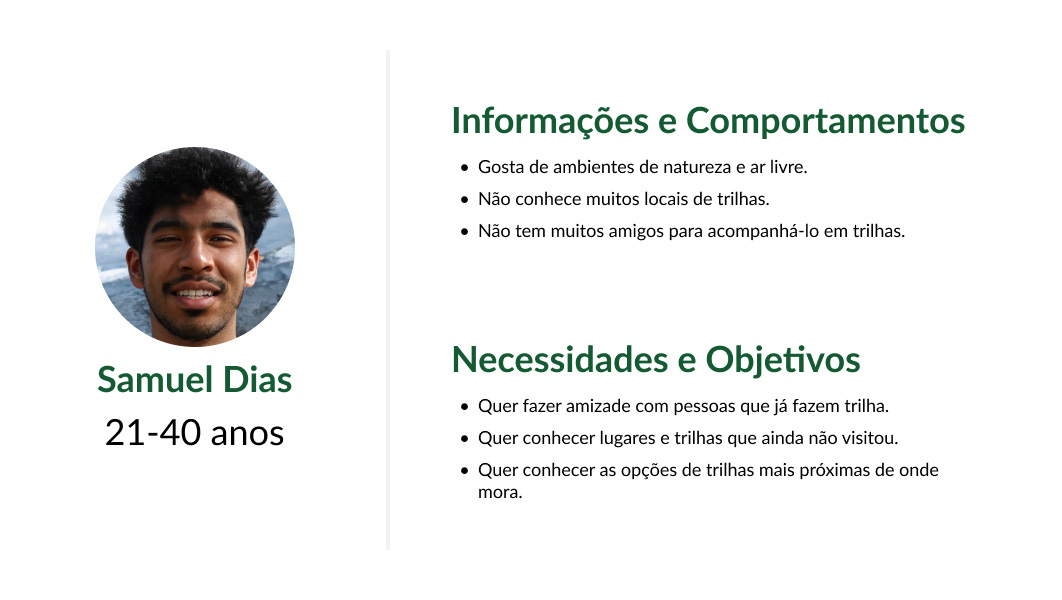 Samuel Dias
21-40 anos
Informações e Comportamentos
• Gosta de ambientes de natureza e ar livre.
• Não conhece muitos locais de trilhas.
• Não tem muitos amigos para acompanhá-lo em trilhas.
Necessidades e Objetivos
• Quer fazer amizade com pessoas que já fazem trilha.
• Quer conhecer lugares e trilhas que ainda não visitou.
• Quer conhecer as opções de trilhas mais próximas de onde
mora.